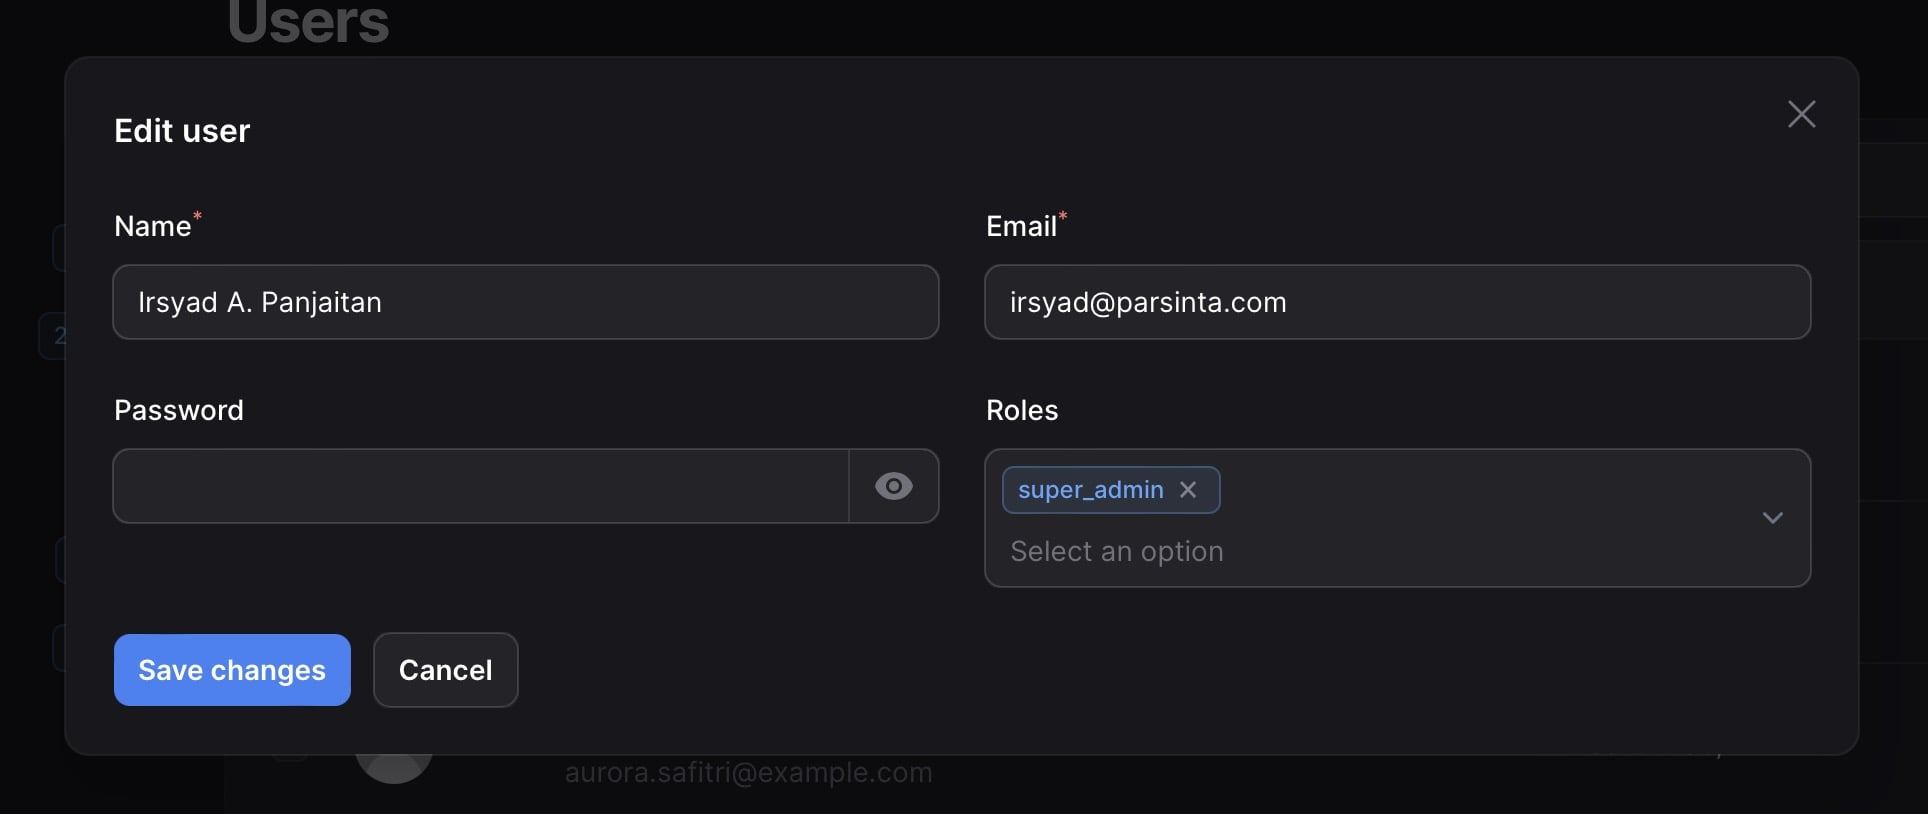 Users
Edit user
Name*
Email*
Irsyad A. Panjaitan
irsyad@parsinta.com
2
Password
Roles
super_admin
Select an option
Save changes
Cancel
aurora.safitri@example.com